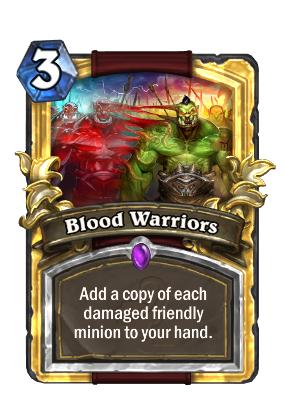 3
Blood Warriors
Add a copy of each
damaged friendly
minion to your hand.